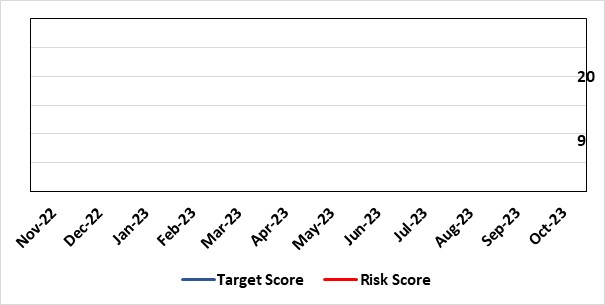 20
9
Nov-22 Dec-22 Jan-23 Feb-23 Mar-23 Apr-23 May-23 Jun-23 Jul-23 Aug-23 Sep-23 Oct-23
Target Score Risk Score